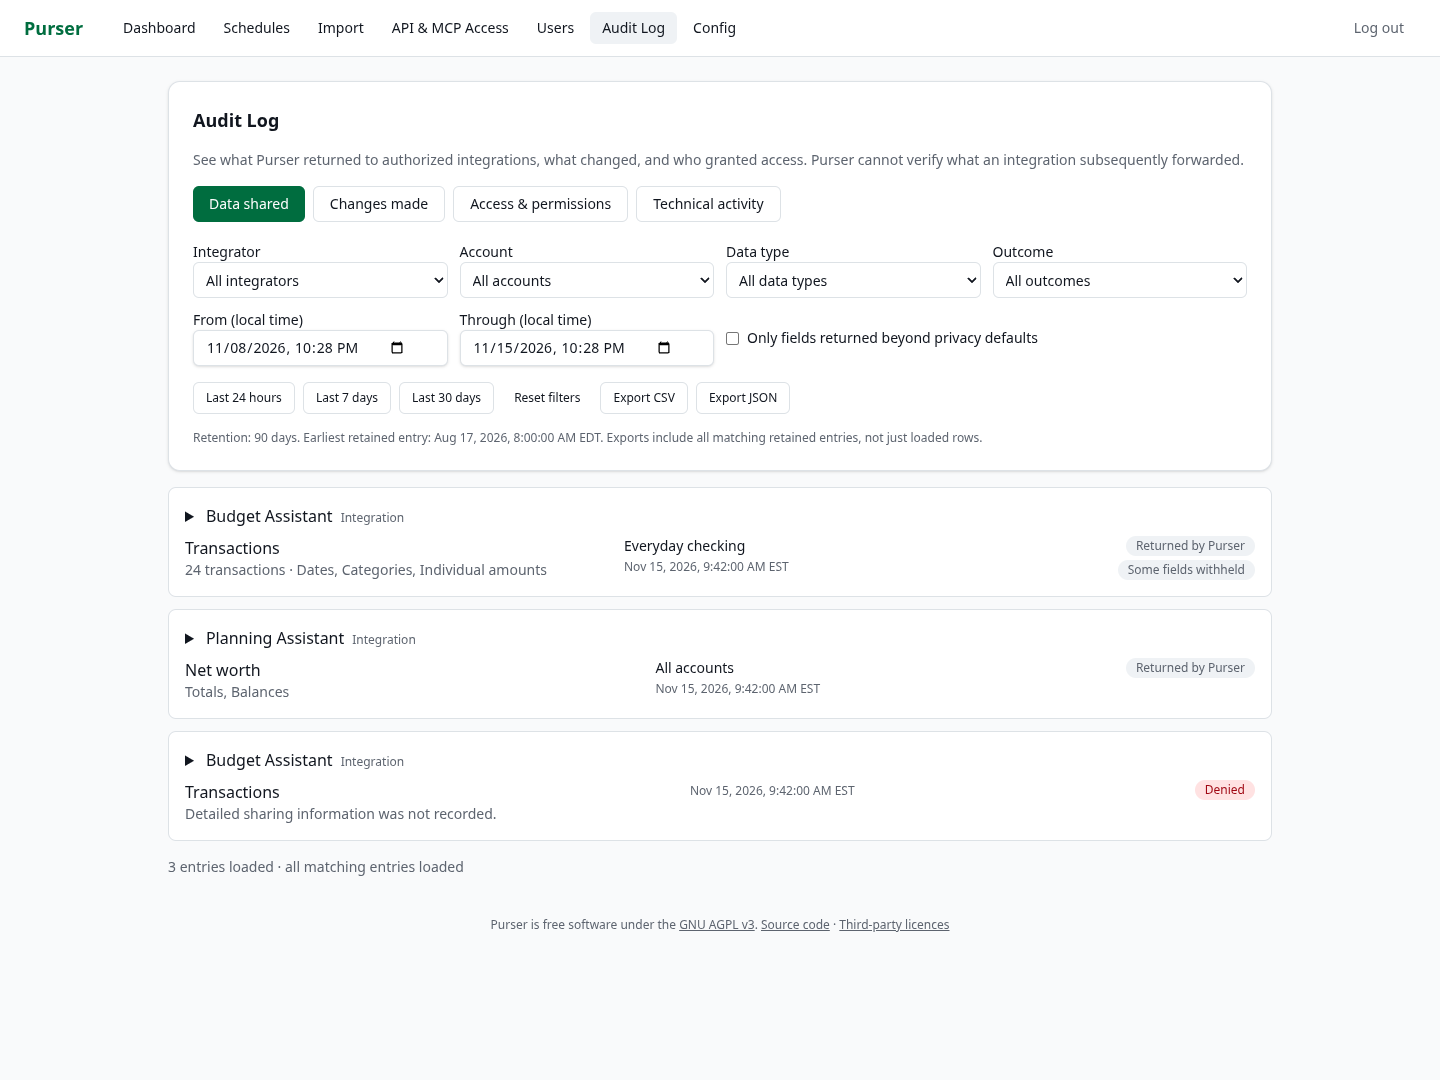 Purser Dashboard Schedules Import API & MCP Access Users Audit Log Config Log out
Audit Log
See what Purser returned to authorized integrations, what changed, and who granted access. Purser cannot verify what an integration subsequently forwarded.
Data shared Changes made Access & permissions Technical activity
Integrator Account Data type Outcome
All integrators All accounts All data types All outcomes
From (local time) Through (local time)
11/08/2026, 10:28 PM 11/15/2026, 10:28 PM Only fields returned beyond privacy defaults
Last 24 hours Last 7 days Last 30 days Reset filters Export CSV Export JSON
Retention: 90 days. Earliest retained entry: Aug 17, 2026, 8:00:00 AM EDT. Exports include all matching retained entries, not just loaded rows.
Budget Assistant Integration
Transactions Everyday checking Returned by Purser
24 transactions · Dates, Categories, Individual amounts Nov 15, 2026, 9:42:00 AM EST Some fields withheld
Planning Assistant Integration
Net worth All accounts Returned by Purser
Totals, Balances Nov 15, 2026, 9:42:00 AM EST
Budget Assistant Integration
Transactions Nov 15, 2026, 9:42:00 AM EST Denied
Detailed sharing information was not recorded.
3 entries loaded · all matching entries loaded
Purser is free software under the GNU AGPL v3. Source code · Third-party licences